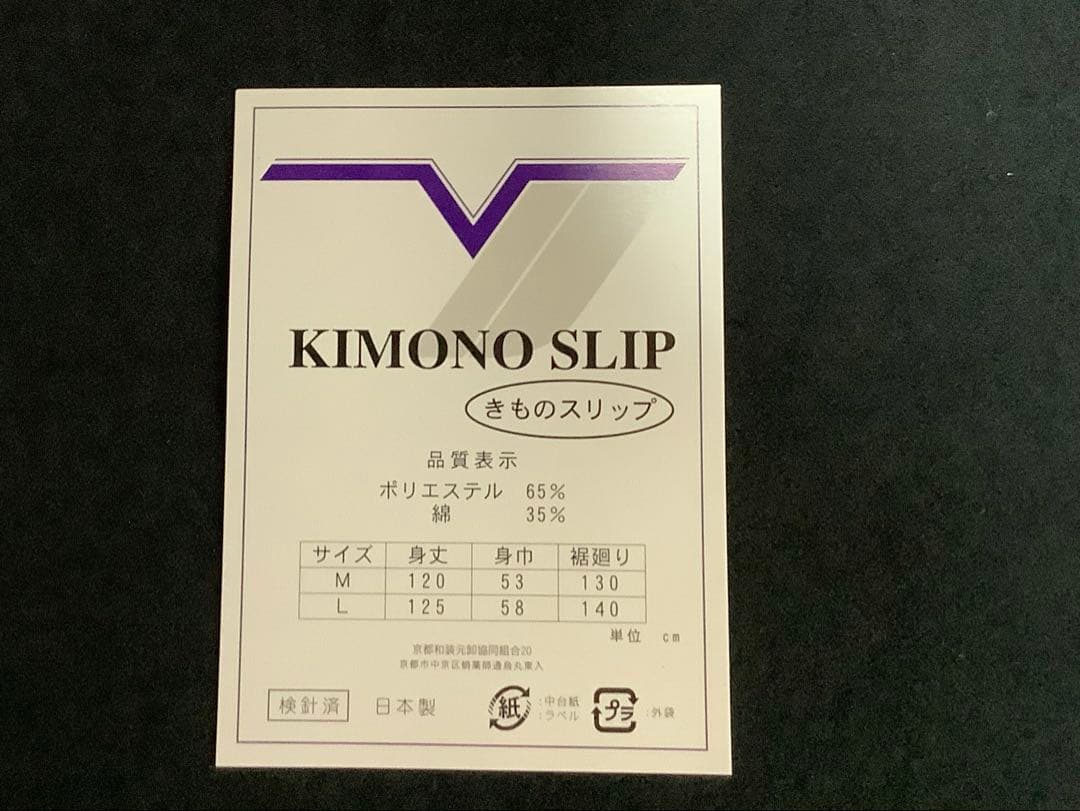 KIMONO SLIP
きものスリップ
品質表示
ポリエステル 65%
綿 35%
サイズ 身丈 身巾 裾廻り
M 120 53 130
L 125 58 140
単位 cm
京都和装元卸協同組合20
京都市中京区蛸薬師通烏丸東入
検針済 日本製 紙 :中台紙 プラ :外袋
:ラベル